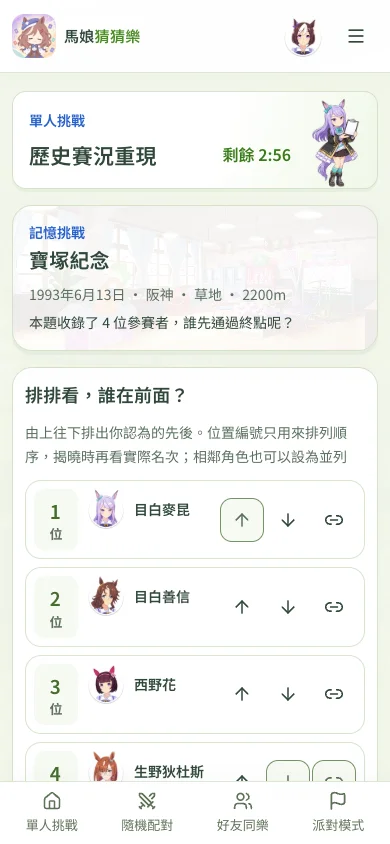 馬娘猜猜樂
單人挑戰
歷史賽況重現
剩餘 2:56
記憶挑戰
寶塚紀念
1993年6月13日 · 阪神 · 草地 · 2200m
本題收錄了 4 位參賽者，誰先通過終點呢？
排排看，誰在前面？
由上往下排出你認為的先後。位置編號只用來排列順
序，揭曉時再看實際名次；相鄰角色也可以設為並列
1
位
目白麥昆
2
位
目白善信
3
位
西野花
4
生野狄杜斯
單人挑戰
隨機配對
好友同樂
派對模式